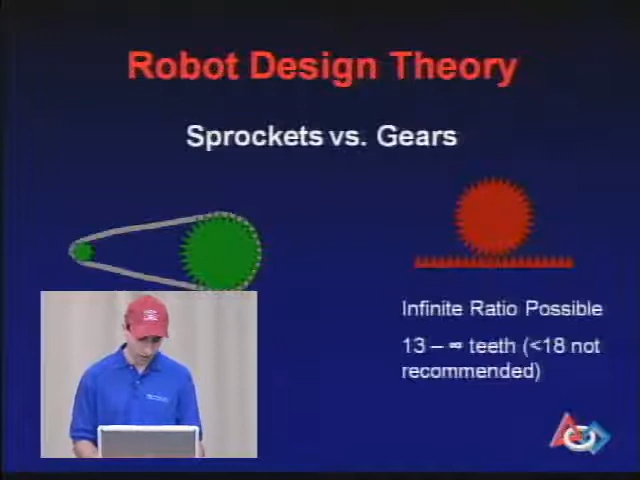 Robot Design Theory
Sprockets vs. Gears
Infinite Ratio Possible
13 – ∞ teeth (<18 not
recommended)